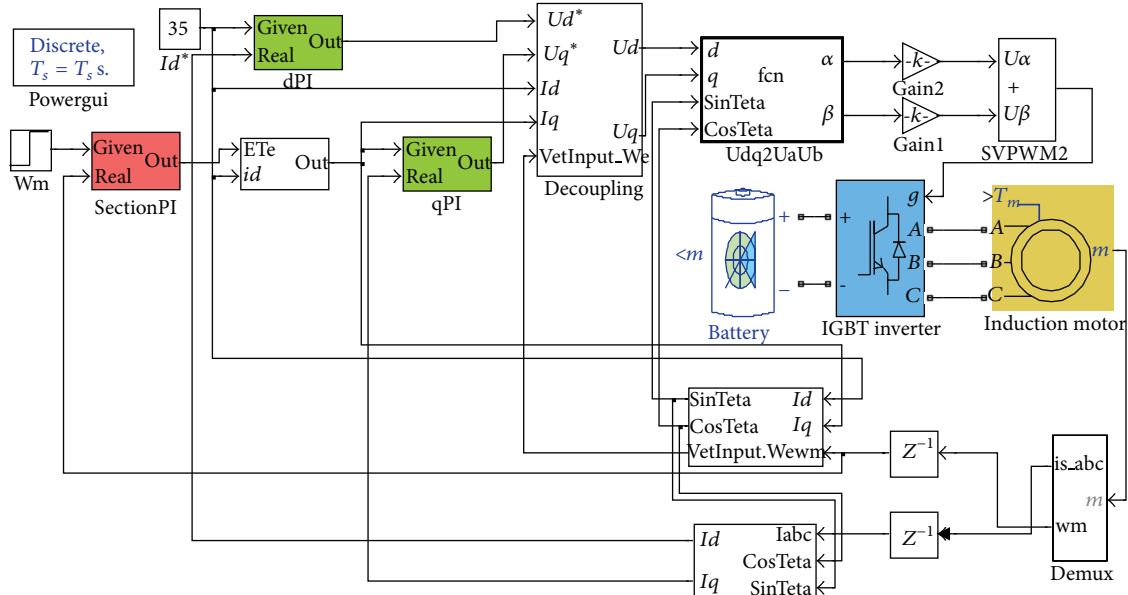 Discrete,
T_s = T_s s.
Powergui
35
Id*
Given
Real
Out
dPI
Wm
Given
Real
Out
SectionPI
ETe
id
Out
Given
Real
Out
qPI
Ud*
Uq*
Id
Iq
VetInput_We
Ud
Uq
Decoupling
d
q
SinTeta
CosTeta
fcn
α
β
Udq2UaUb
-k-
Gain2
-k-
Gain1
Uα
+
Uβ
SVPWM2
<m
+
−
Battery
+
-
g
A
B
C
IGBT inverter
>T_m
A
B
C
m
Induction motor
SinTeta
CosTeta
VetInput.Wewm
Id
Iq
Z^{-1}
Z^{-1}
is_abc
m
wm
Demux
Id
Iq
Iabc
CosTeta
SinTeta